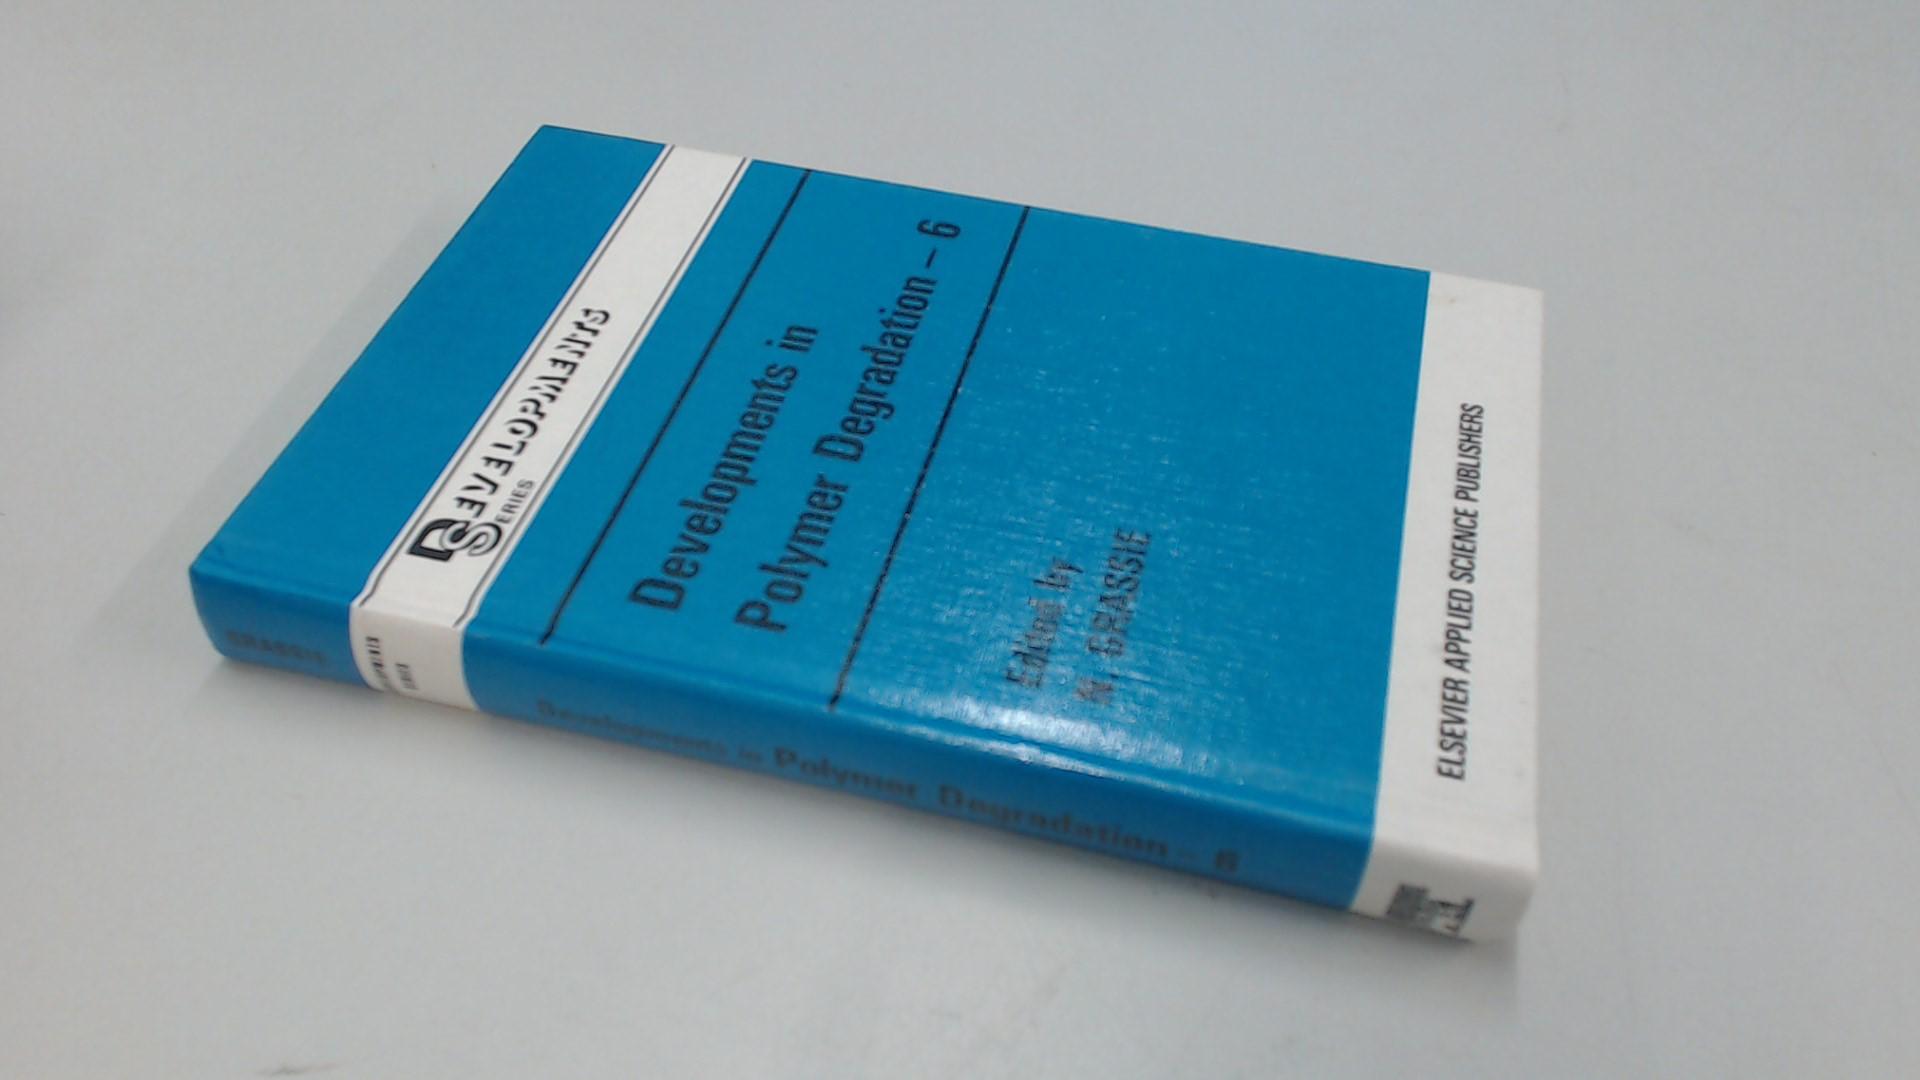 DEVELOPMENTS
SERIES
Developments in
Polymer Degradation – 6
Edited by
N. GRASSIE
ELSEVIER APPLIED SCIENCE PUBLISHERS
GRASSIE
Developments in Polymer Degradation – 6